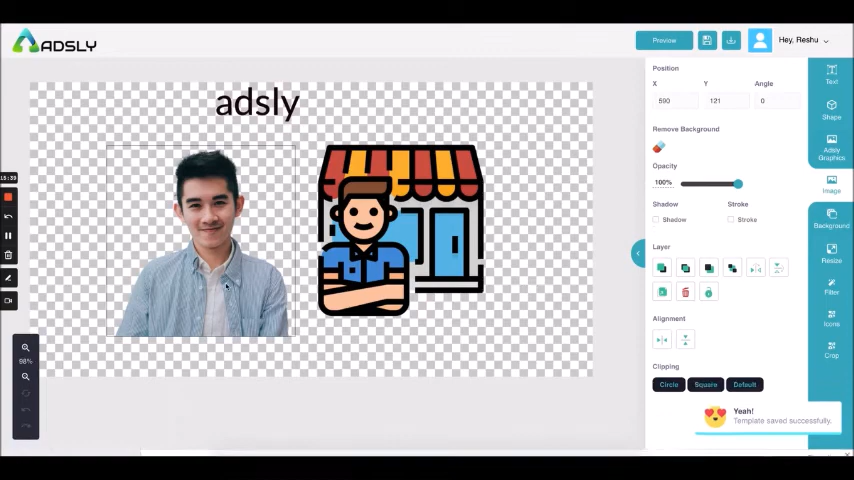 ADSLY
Preview
Hey, Reshu
adsly
Position
X
Y
Angle
590
121
0
Remove Background
Opacity
100%
Shadow
Stroke
Shadow
Stroke
Layer
Alignment
Clipping
Circle
Square
Default
Text
Shape
Adsly
Graphics
Image
Background
Resize
Filter
Icons
Crop
15:39
98%
Yeah!
Template saved successfully.